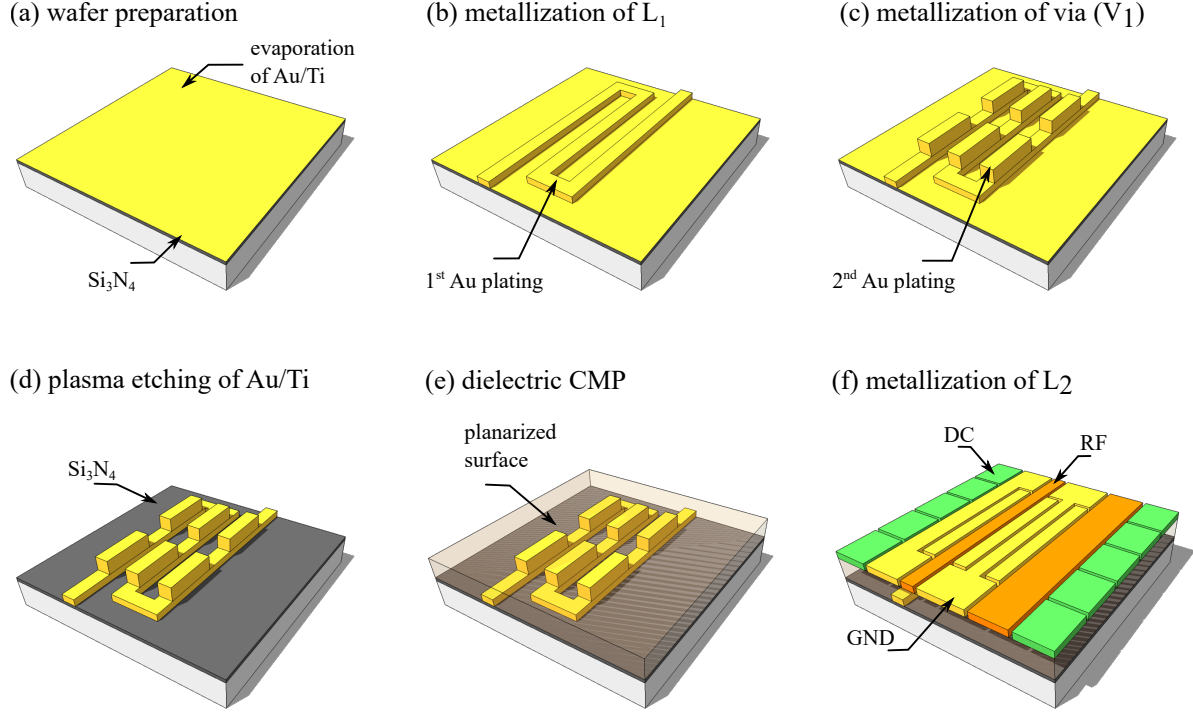 (a) wafer preparation
evaporation
of Au/Ti
Si₃N₄
(b) metallization of L₁
1ˢᵗ Au plating
(c) metallization of via (V₁)
2ⁿᵈ Au plating
(d) plasma etching of Au/Ti
Si₃N₄
(e) dielectric CMP
planarized
surface
(f) metallization of L₂
DC
RF
GND